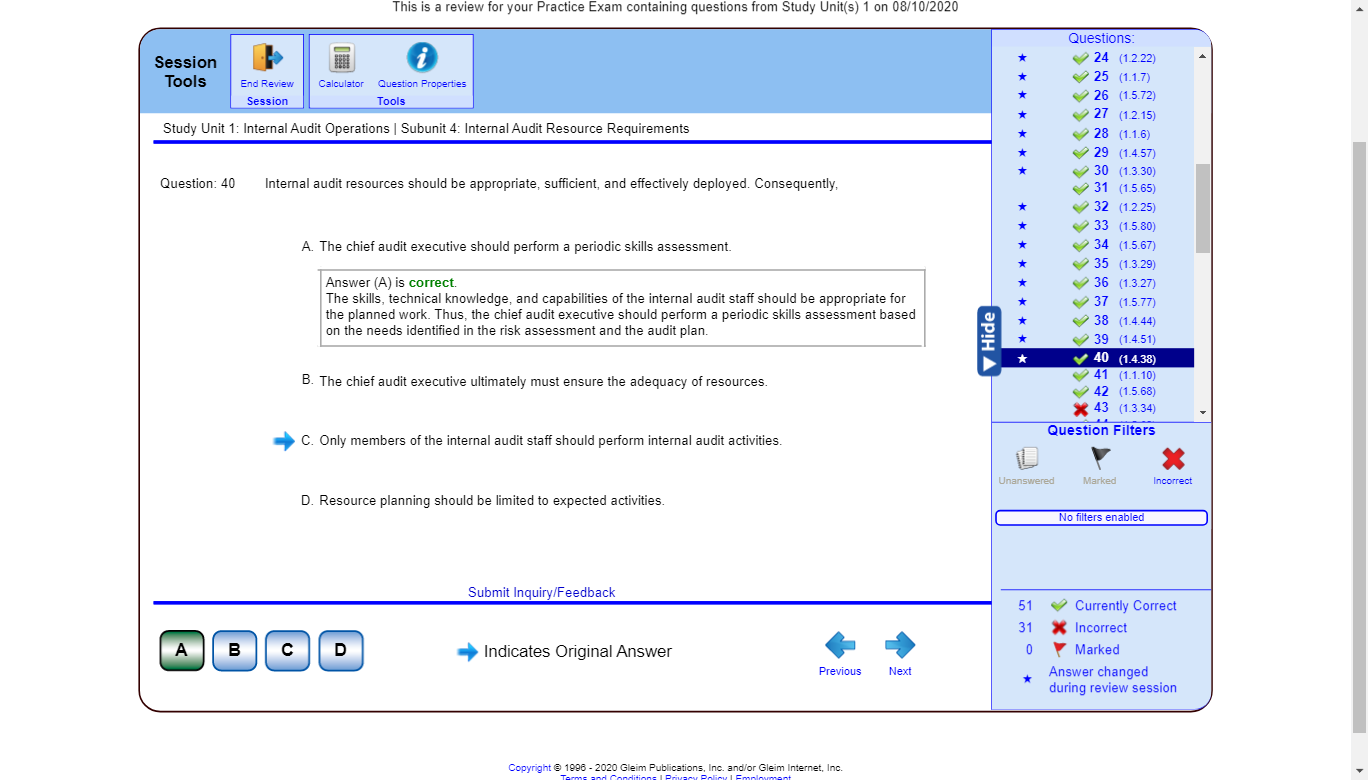 This is a review for your Practice Exam containing questions from Study Unit(s) 1 on 08/10/2020
Session Tools
End Review
Session
Calculator
Question Properties
Tools
Study Unit 1: Internal Audit Operations | Subunit 4: Internal Audit Resource Requirements
Question: 40 Internal audit resources should be appropriate, sufficient, and effectively deployed. Consequently,
A. The chief audit executive should perform a periodic skills assessment.
Answer (A) is correct.
The skills, technical knowledge, and capabilities of the internal audit staff should be appropriate for
the planned work. Thus, the chief audit executive should perform a periodic skills assessment based
on the needs identified in the risk assessment and the audit plan.
B. The chief audit executive ultimately must ensure the adequacy of resources.
C. Only members of the internal audit staff should perform internal audit activities.
D. Resource planning should be limited to expected activities.
Submit Inquiry/Feedback
A B C D
Indicates Original Answer
Previous Next
Questions:
24 (1.2.22)
25 (1.1.7)
26 (1.5.72)
27 (1.2.15)
28 (1.1.6)
29 (1.4.57)
30 (1.3.30)
31 (1.5.65)
32 (1.2.25)
33 (1.5.80)
34 (1.5.67)
35 (1.3.29)
36 (1.3.27)
37 (1.5.77)
38 (1.4.44)
39 (1.4.51)
40 (1.4.38)
41 (1.1.10)
42 (1.5.68)
43 (1.3.34)
Hide
Question Filters
Unanswered
Marked
Incorrect
No filters enabled
51 Currently Correct
31 Incorrect
0 Marked
Answer changed
during review session
Copyright © 1996 - 2020 Gleim Publications, Inc. and/or Gleim Internet, Inc.
Terms and Conditions | Privacy Policy | Employment